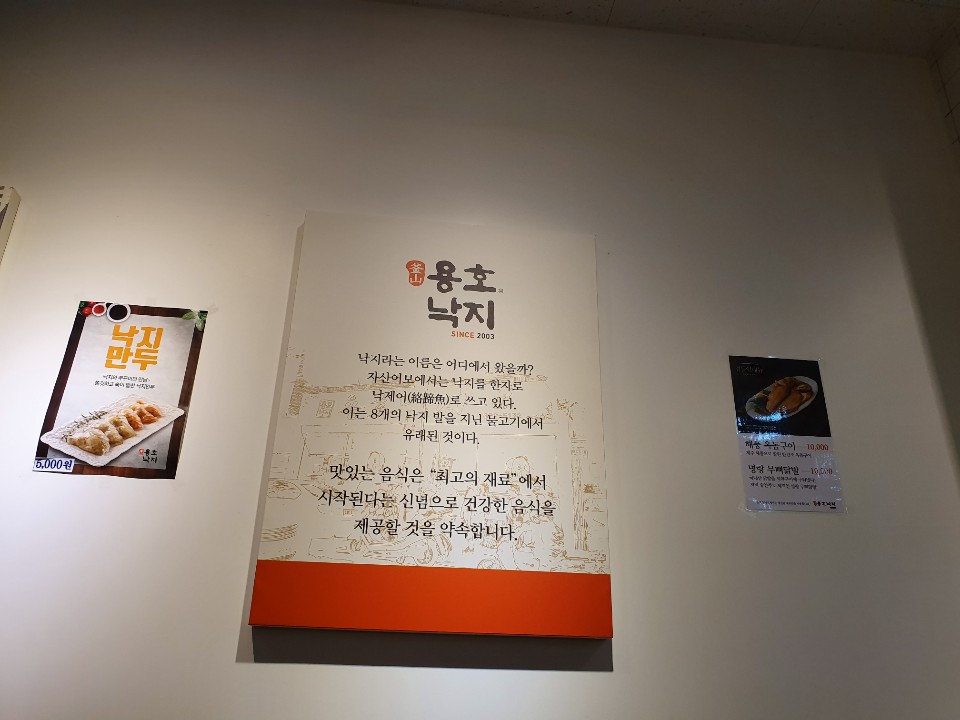 낙지
만두
5,000원
용호
낙지
釜山
용호
낙지
SINCE 2003
낙지라는 이름은 어디에서 왔을까?
자산어보에서는 낙지를 한자로
낙제어(絡蹄魚)로 쓰고 있다.
이는 8개의 낙지 발을 지닌 물고기에서
유래된 것이다.
맛있는 음식은 "최고의 재료"에서
시작된다는 신념으로 건강한 음식을
제공할 것을 약속합니다.
10,000
명랑 무뼈닭발